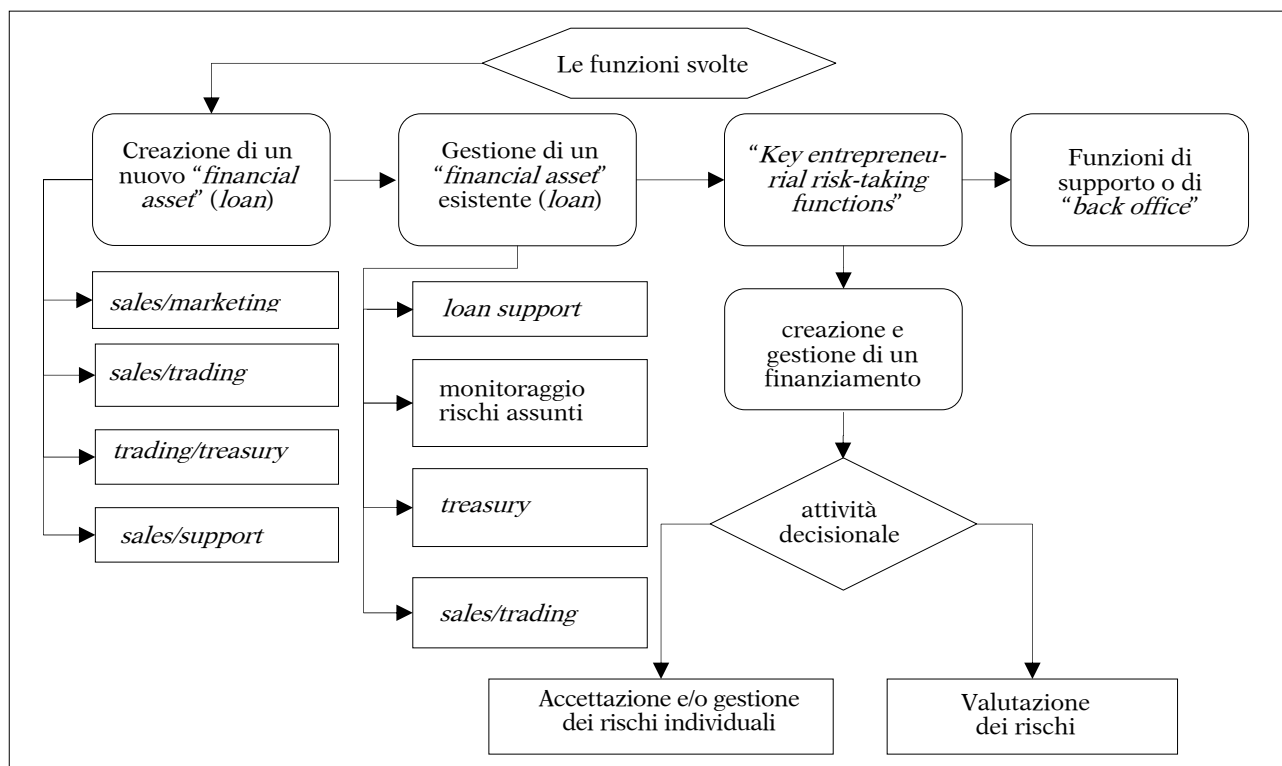 Le funzioni svolte
Creazione di un
nuovo “financial
asset” (loan)
Gestione di un
“financial asset”
esistente (loan)
“Key entrepreneu-
rial risk-taking
functions”
Funzioni di
supporto o di
“back office”
sales/marketing
sales/trading
trading/treasury
sales/support
loan support
monitoraggio
rischi assunti
treasury
sales/trading
creazione e
gestione di un
finanziamento
attività
decisionale
Accettazione e/o gestione
dei rischi individuali
Valutazione
dei rischi